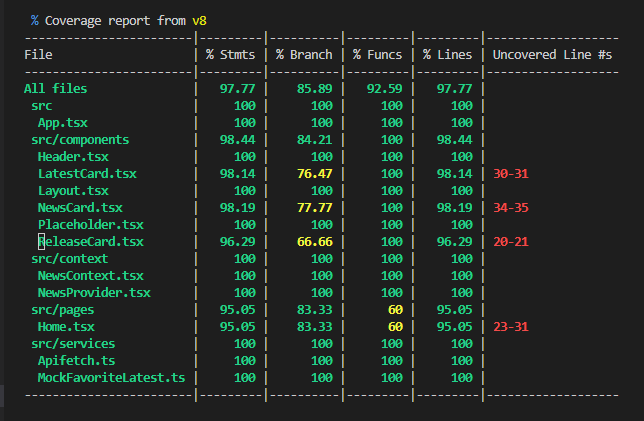 % Coverage report from v8
-------------------------|---------|----------|---------|---------|-------------------
File                     | % Stmts | % Branch | % Funcs | % Lines | Uncovered Line #s
-------------------------|---------|----------|---------|---------|-------------------
All files                |   97.77 |    85.89 |   92.59 |   97.77 |
 src                     |     100 |      100 |     100 |     100 |
  App.tsx                |     100 |      100 |     100 |     100 |
 src/components          |   98.44 |    84.21 |     100 |   98.44 |
  Header.tsx             |     100 |      100 |     100 |     100 |
  LatestCard.tsx         |   98.14 |    76.47 |     100 |   98.14 | 30-31
  Layout.tsx             |     100 |      100 |     100 |     100 |
  NewsCard.tsx           |   98.19 |    77.77 |     100 |   98.19 | 34-35
  Placeholder.tsx        |     100 |      100 |     100 |     100 |
  ReleaseCard.tsx        |   96.29 |    66.66 |     100 |   96.29 | 20-21
 src/context             |     100 |      100 |     100 |     100 |
  NewsContext.tsx        |     100 |      100 |     100 |     100 |
  NewsProvider.tsx       |     100 |      100 |     100 |     100 |
 src/pages               |   95.05 |    83.33 |      60 |   95.05 |
  Home.tsx               |   95.05 |    83.33 |      60 |   95.05 | 23-31
 src/services            |     100 |      100 |     100 |     100 |
  Apifetch.ts            |     100 |      100 |     100 |     100 |
  MockFavoriteLatest.ts  |     100 |      100 |     100 |     100 |
-------------------------|---------|----------|---------|---------|-------------------